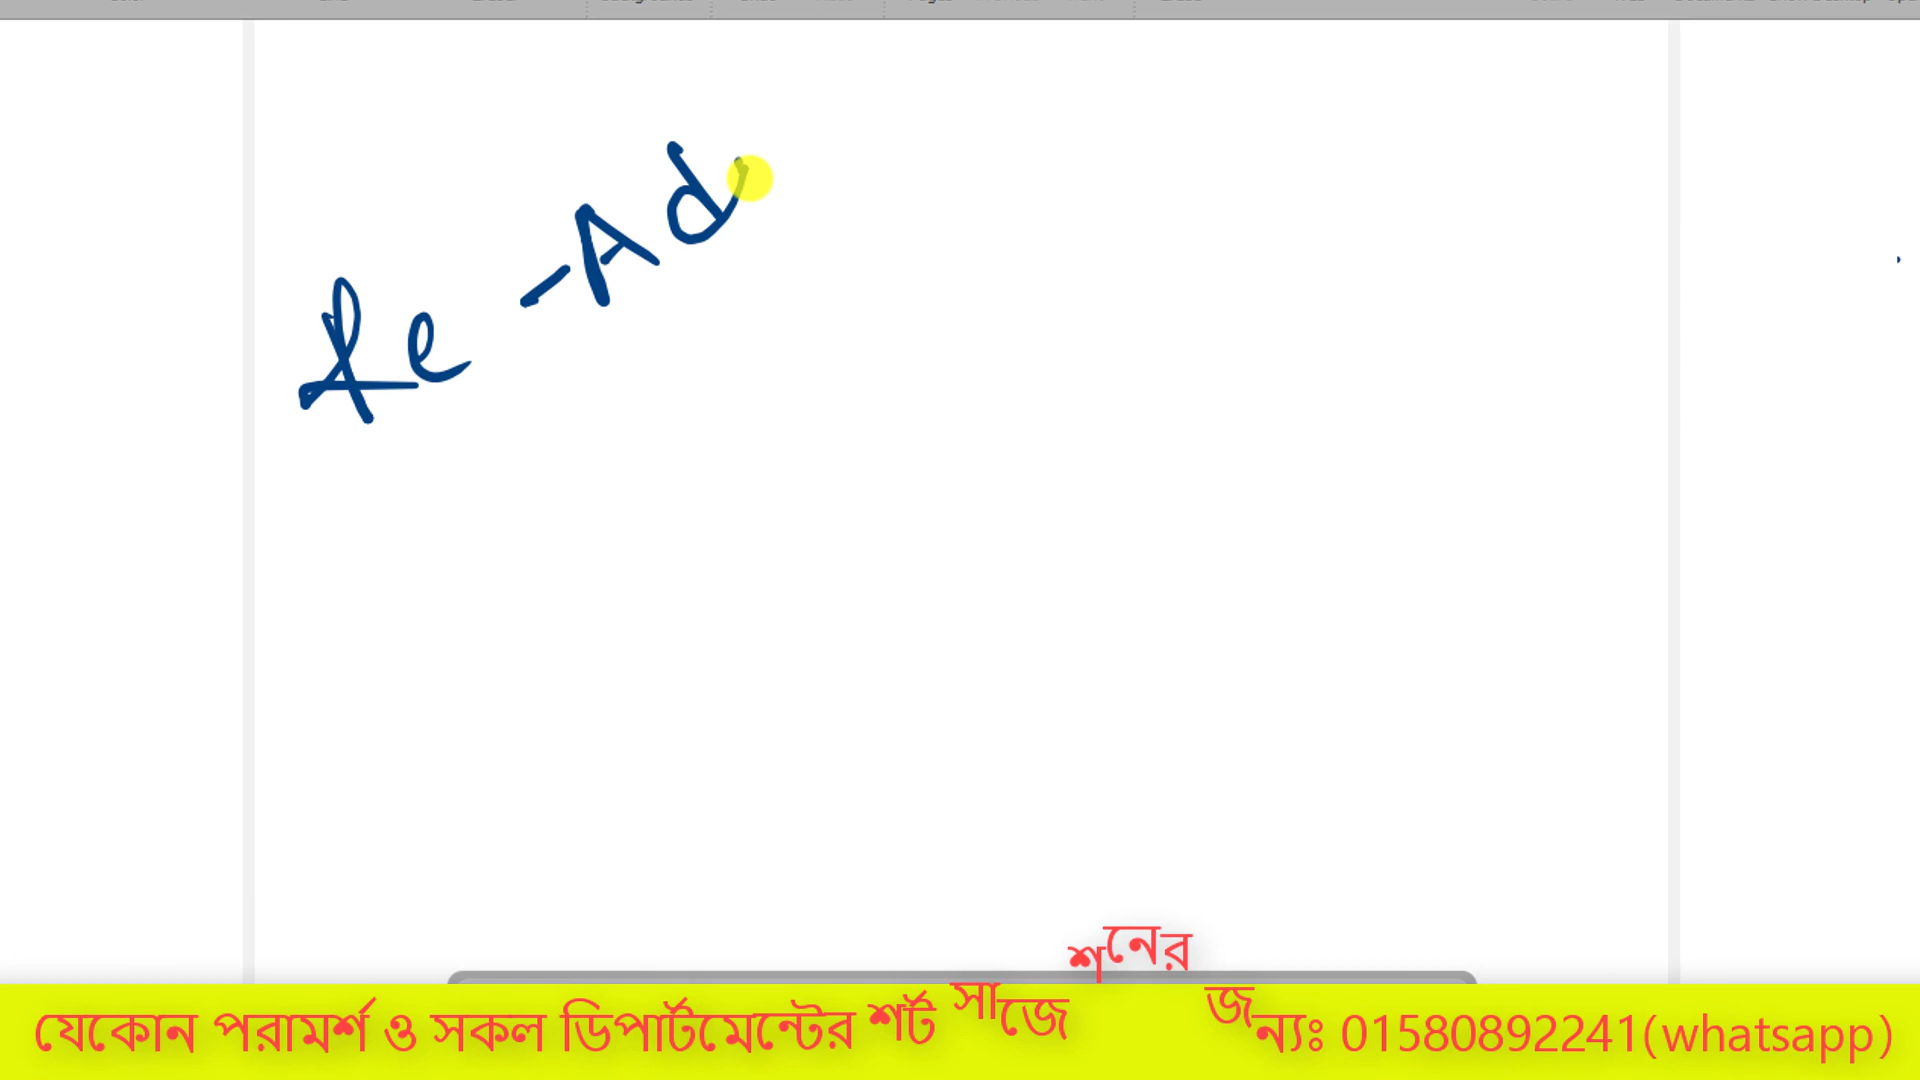 Re -Ad
যেকোন পরামর্শ ও সকল ডিপার্টমেন্টের শর্ট সাজেশনের জন্যঃ 01580892241(whatsapp)